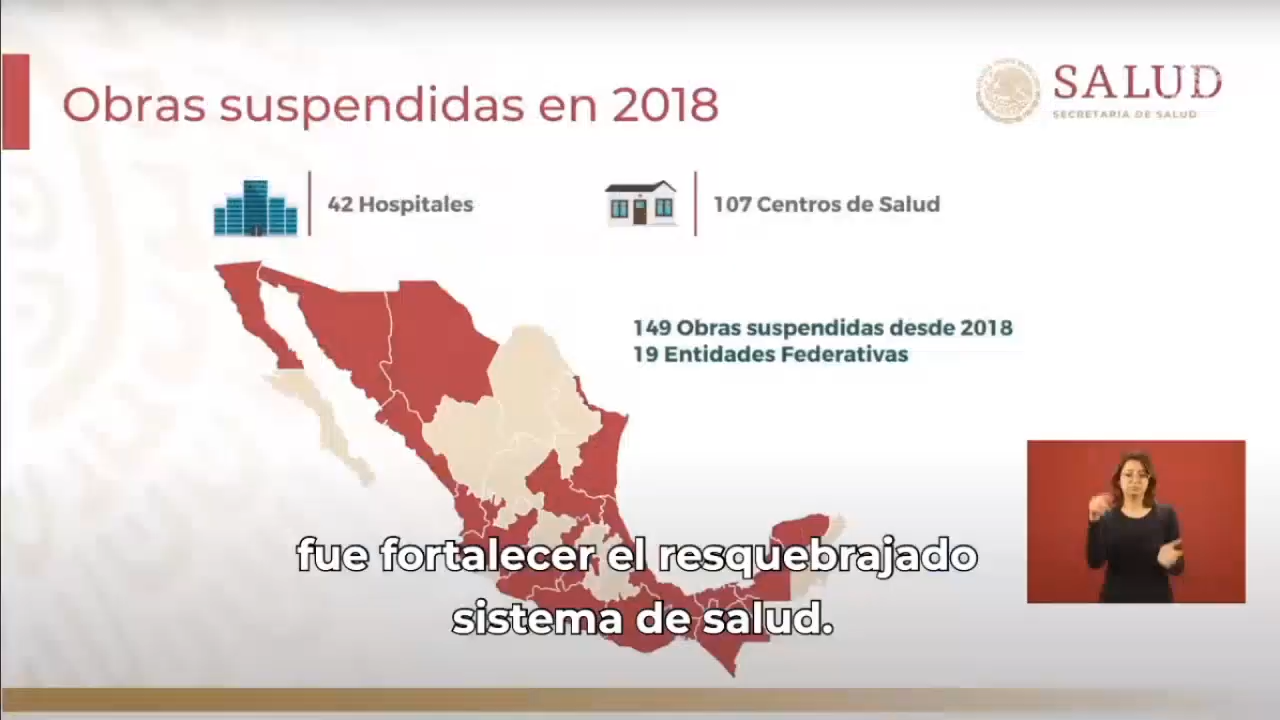 Obras suspendidas en 2018
SALUD
SECRETARÍA DE SALUD
42 Hospitales
107 Centros de Salud
149 Obras suspendidas desde 2018
19 Entidades Federativas
fue fortalecer el resquebrajado
sistema de salud.